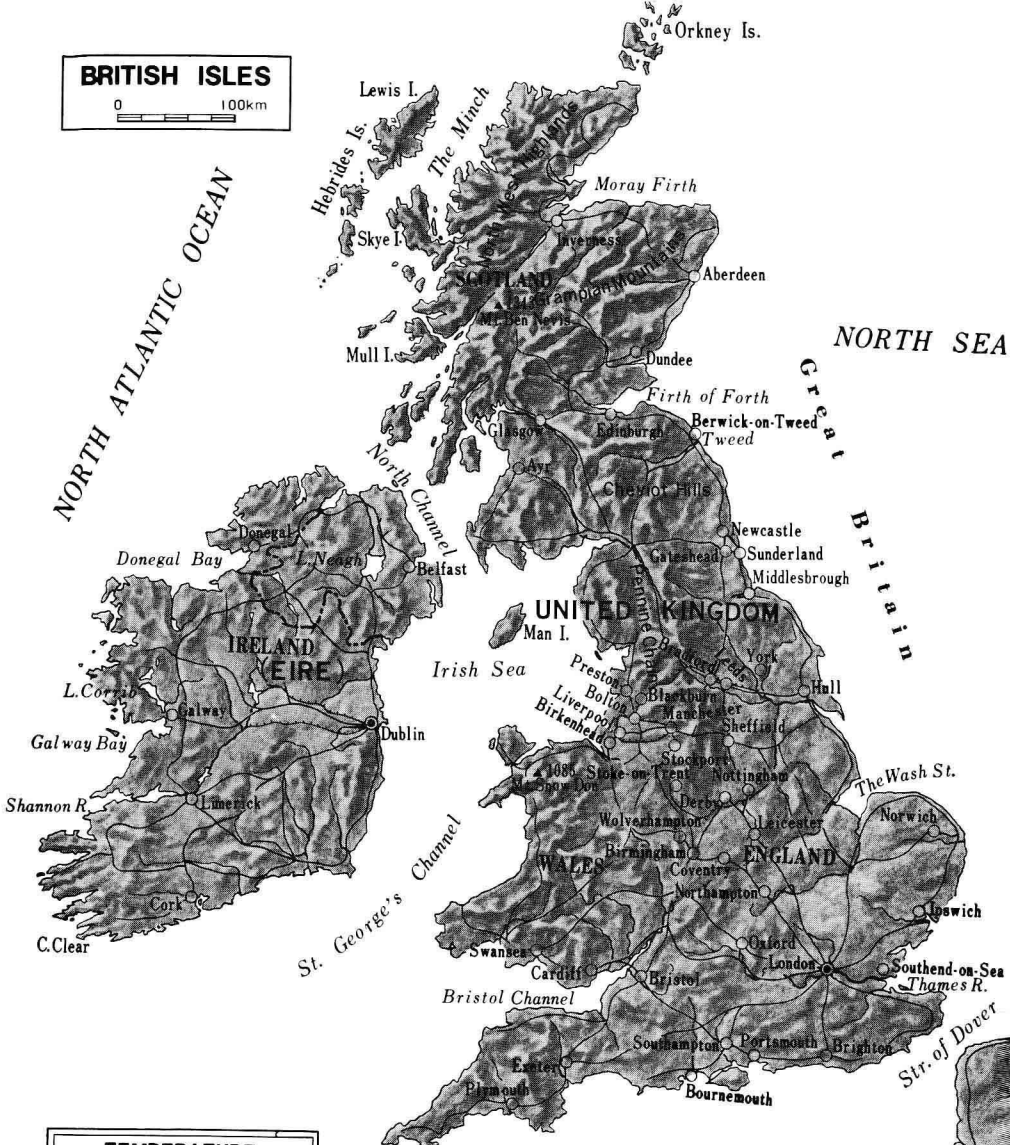 Orkney Is.
BRITISH ISLES
0 100km
Lewis I.
The Minch
Hebrides Is.
North West Highlands
Moray Firth
NORTH ATLANTIC OCEAN
Skye I.
Inverness
SCOTLAND
Grampian Mountains
Aberdeen
1343
Mt. Ben Nevis
NORTH SEA
Mull I.
Dundee
Great Britain
Firth of Forth
Glasgow
Edinburgh
Berwick-on-Tweed
Tweed
North Channel
Ayr
Cheviot Hills
Donegal
Newcastle
Donegal Bay
L.Neagh
Belfast
Gateshead
Sunderland
Middlesbrough
Pennine Chain
UNITED KINGDOM
Man I.
IRELAND
(EIRE)
Irish Sea
Bradford
Leeds
York
L.Corrib
Preston
Blackburn
Hull
Galway
Bolton
Manchester
Liverpool
Sheffield
Dublin
Birkenhead
Galway Bay
Stockport
1085
Mt. Snow Don
Stoke-on-Trent
Nottingham
The Wash St.
Shannon R.
Limerick
Derby
Wolverhampton
Leicester
Norwich
Birmingham
WALES
ENGLAND
Coventry
Northampton
Cork
St. George's Channel
Ipswich
C.Clear
Swansea
Oxford
Cardiff
London
Southend-on-Sea
Bristol
Thames R.
Bristol Channel
Str. of Dover
Southampton
Portsmouth
Brighton
Exeter
Plymouth
Bournemouth